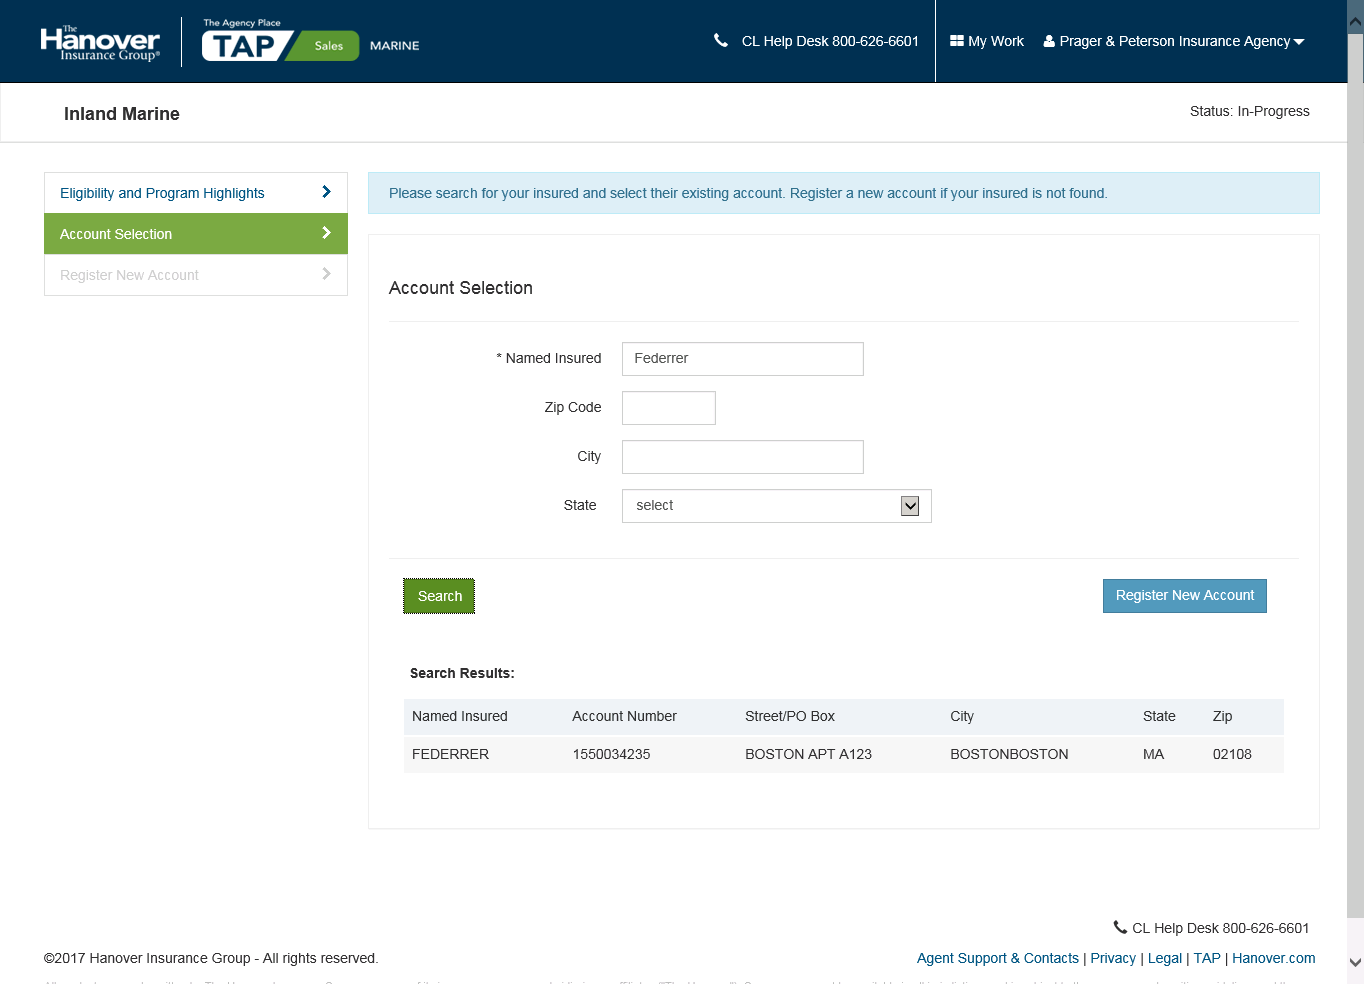 The Hanover Insurance Group®
The Agency Place
TAP Sales MARINE
CL Help Desk 800-626-6601
My Work
Prager & Peterson Insurance Agency
Inland Marine
Status: In-Progress
Eligibility and Program Highlights
Account Selection
Register New Account
Please search for your insured and select their existing account. Register a new account if your insured is not found.
Account Selection
* Named Insured Federrer
Zip Code
City
State select
Search
Register New Account
Search Results:
Named Insured Account Number Street/PO Box City State Zip
FEDERRER 1550034235 BOSTON APT A123 BOSTONBOSTON MA 02108
CL Help Desk 800-626-6601
©2017 Hanover Insurance Group - All rights reserved.
Agent Support & Contacts | Privacy | Legal | TAP | Hanover.com